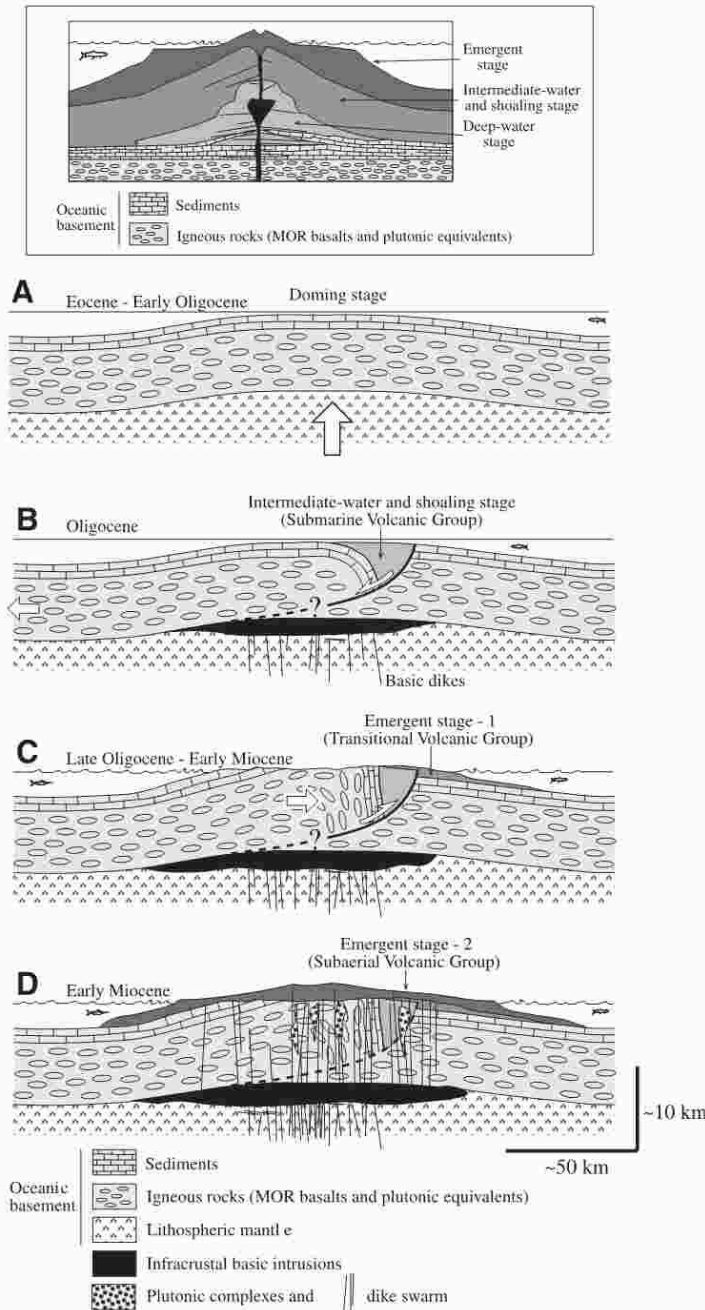 Emergent
stage
Intermediate-water
and shoaling stage
Deep-water
stage
Oceanic
basement
Sediments
Igneous rocks (MOR basalts and plutonic equivalents)
A
Eocene - Early Oligocene
Doming stage
B
Oligocene
Intermediate-water and shoaling stage
(Submarine Volcanic Group)
?
Basic dikes
C
Late Oligocene - Early Miocene
Emergent stage - 1
(Transitional Volcanic Group)
?
D
Early Miocene
Emergent stage - 2
(Subaerial Volcanic Group)
~10 km
~50 km
Oceanic
basement
Sediments
Igneous rocks (MOR basalts and plutonic equivalents)
Lithospheric mantl e
Infracrustal basic intrusions
Plutonic complexes and dike swarm